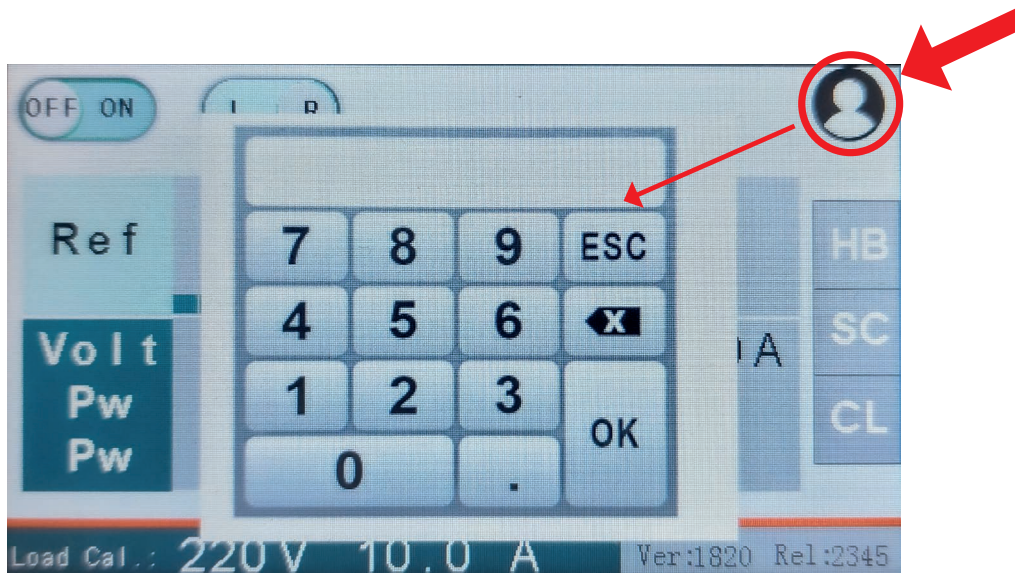 OFF ON
L R
Ref
7 8 9 ESC
HB
4 5 6 X
SC
Volt
A
1 2 3
Pw
CL
OK
Pw
0 .
Load Cal.: 220V 10.0 A Ver:1820 Rel:2345